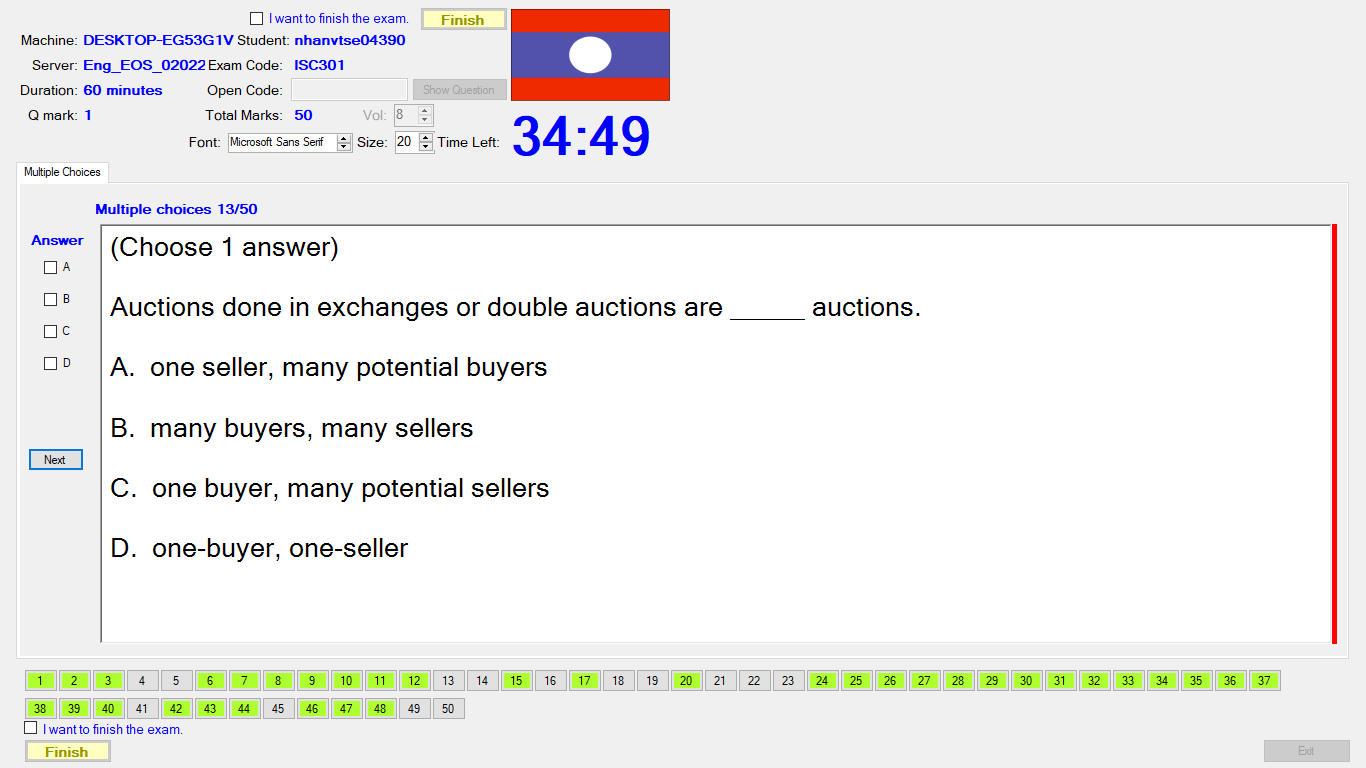 I want to finish the exam. Finish
Machine: DESKTOP-EG53G1V Student: nhanvtse04390
Server: Eng_EOS_02022 Exam Code: ISC301
Duration: 60 minutes Open Code: Show Question
Q mark: 1 Total Marks: 50 Vol: 8
Font: Microsoft Sans Serif Size: 20 Time Left: 34:49
Multiple Choices
Multiple choices 13/50
Answer
A
B
C
D
Next
(Choose 1 answer)
Auctions done in exchanges or double auctions are _____ auctions.
A. one seller, many potential buyers
B. many buyers, many sellers
C. one buyer, many potential sellers
D. one-buyer, one-seller
1 2 3 4 5 6 7 8 9 10 11 12 13 14 15 16 17 18 19 20 21 22 23 24 25 26 27 28 29 30 31 32 33 34 35 36 37
38 39 40 41 42 43 44 45 46 47 48 49 50
I want to finish the exam.
Finish Exit